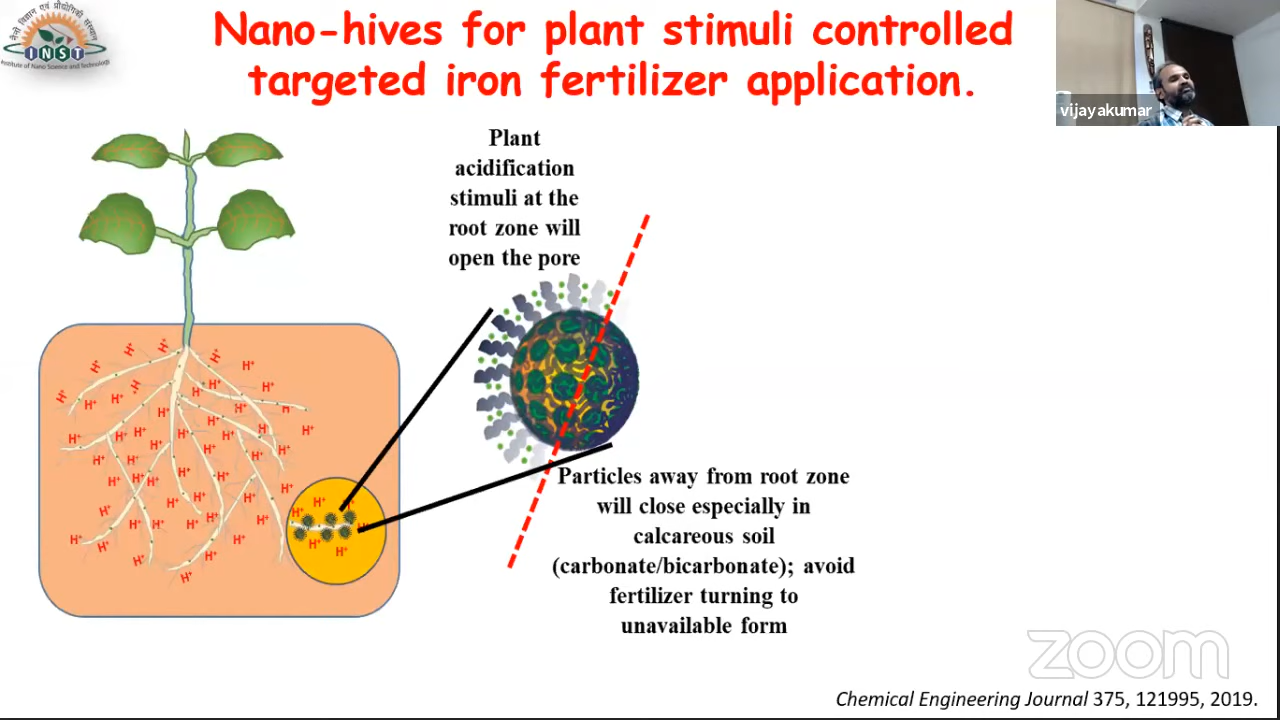 Nano-hives for plant stimuli controlled
targeted iron fertilizer application.
नैनो विज्ञान एवं प्रौद्योगिकी संस्थान
INST
Institute of Nano Science and Technology
vijayakumar
Plant
acidification
stimuli at the
root zone will
open the pore
H⁺ H⁺ H⁺ H⁺ H⁺
H⁺ H⁺ H⁺ H⁺ H⁺ H⁺
H⁺ H⁺ H⁺ H⁺ H⁺
H⁺ H⁺ H⁺ H⁺ H⁺
H⁺ H⁺ H⁺ H⁺
H⁺ H⁺ H⁺ H⁺ H⁺ H⁺
H⁺ H⁺ H⁺ H⁺
H⁺ H⁺ H⁺ H⁺ H⁺ H⁺
H⁺ H⁺ H⁺ H⁺ H⁺
H⁺ H⁺ H⁺
Particles away from root zone
will close especially in
calcareous soil
(carbonate/bicarbonate); avoid
fertilizer turning to
unavailable form
zoom
Chemical Engineering Journal 375, 121995, 2019.